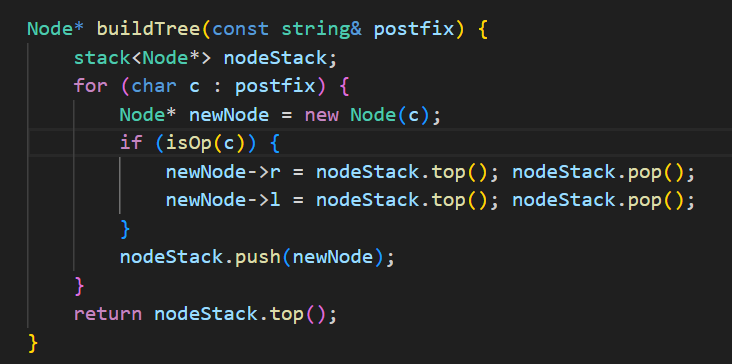 Node* buildTree(const string& postfix) {
    stack<Node*> nodeStack;
    for (char c : postfix) {
        Node* newNode = new Node(c);
        if (isOp(c)) {
            newNode->r = nodeStack.top(); nodeStack.pop();
            newNode->l = nodeStack.top(); nodeStack.pop();
        }
        nodeStack.push(newNode);
    }
    return nodeStack.top();
}